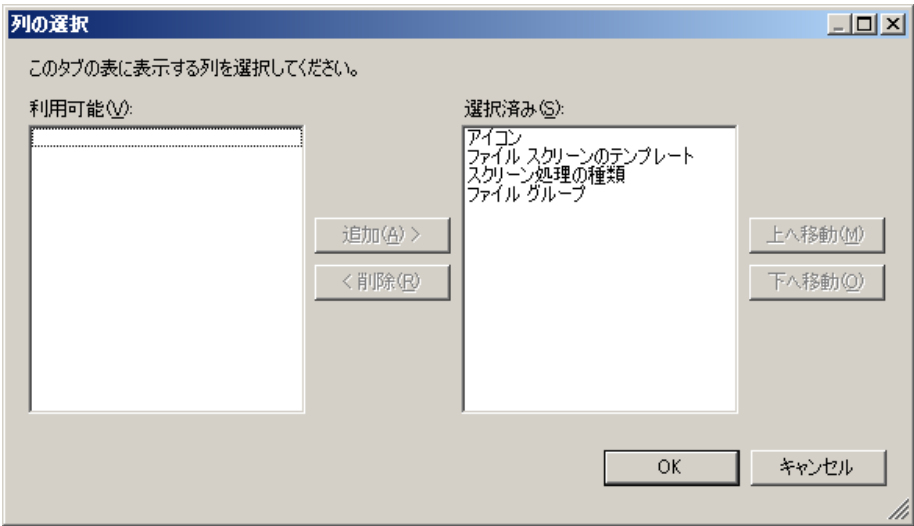 列の選択
このタブの表に表示する列を選択してください。
利用可能(V):
選択済み(S):
アイコン
ファイル スクリーンのテンプレート
スクリーン処理の種類
ファイル グループ
追加(A) >
< 削除(R)
上へ移動(M)
下へ移動(O)
OK
キャンセル